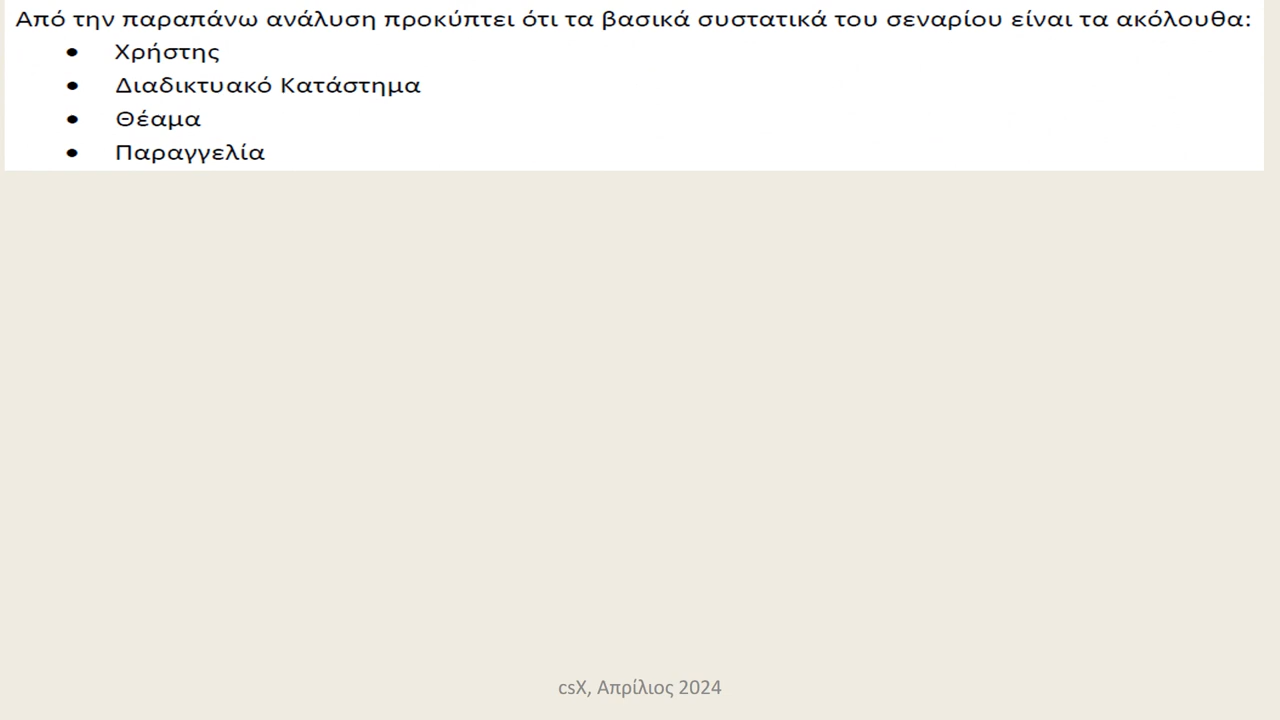 Από την παραπάνω ανάλυση προκύπτει ότι τα βασικά συστατικά του σεναρίου είναι τα ακόλουθα:
• Χρήστης
• Διαδικτυακό Κατάστημα
• Θέαμα
• Παραγγελία
csX, Απρίλιος 2024